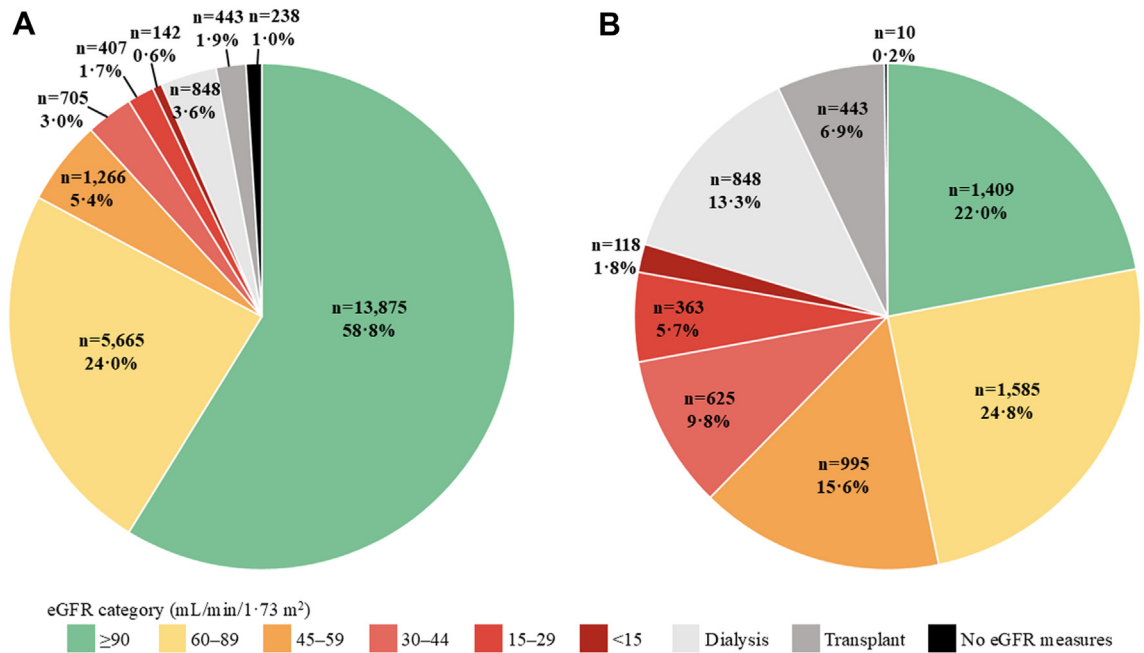 A
n=142
0·6%
n=443
1·9%
n=238
1·0%
n=407
1·7%
n=705
3·0%
n=848
3·6%
n=1,266
5·4%
n=13,875
58·8%
n=5,665
24·0%
B
n=10
0·2%
n=443
6·9%
n=848
13·3%
n=1,409
22·0%
n=118
1·8%
n=363
5·7%
n=1,585
24·8%
n=625
9·8%
n=995
15·6%
eGFR category (mL/min/1·73 m²)
≥90 60–89 45–59 30–44 15–29 <15 Dialysis Transplant No eGFR measures